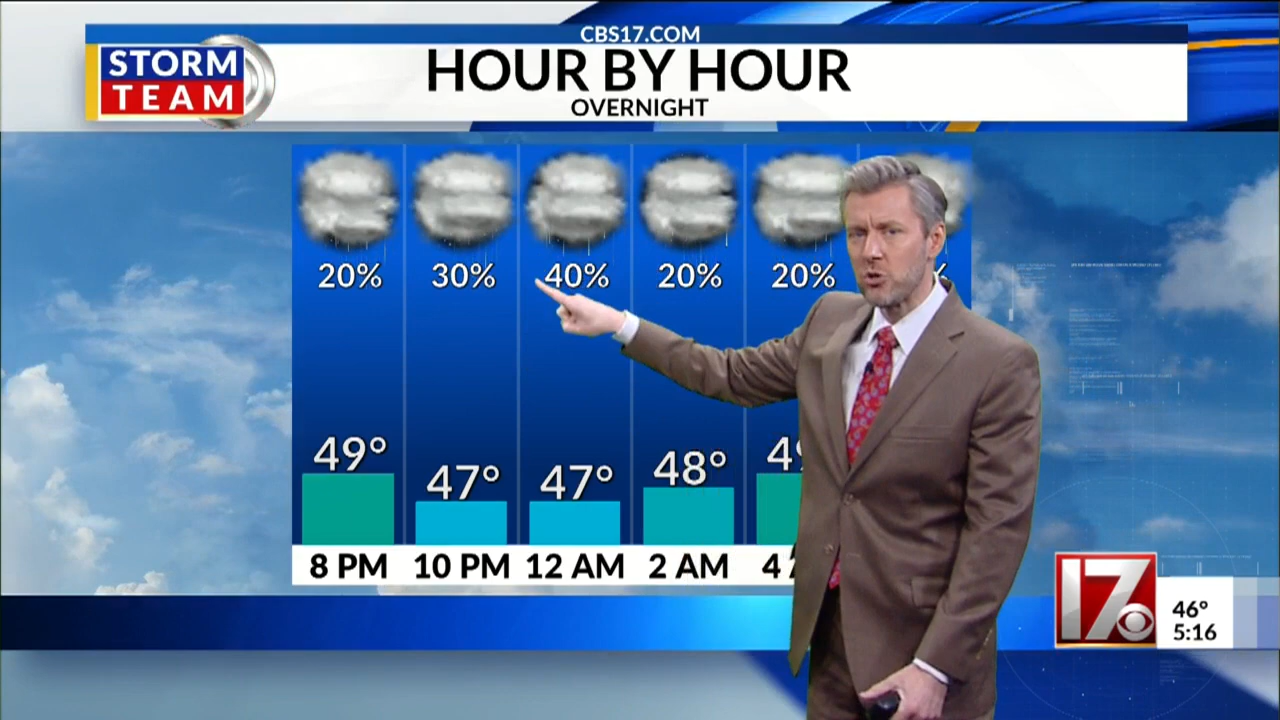 CBS17.COM
STORM
TEAM
HOUR BY HOUR
OVERNIGHT
20% 30% 40% 20% 20%
49° 47° 47° 48°
8 PM 10 PM 12 AM 2 AM 4
17
46°
5:16